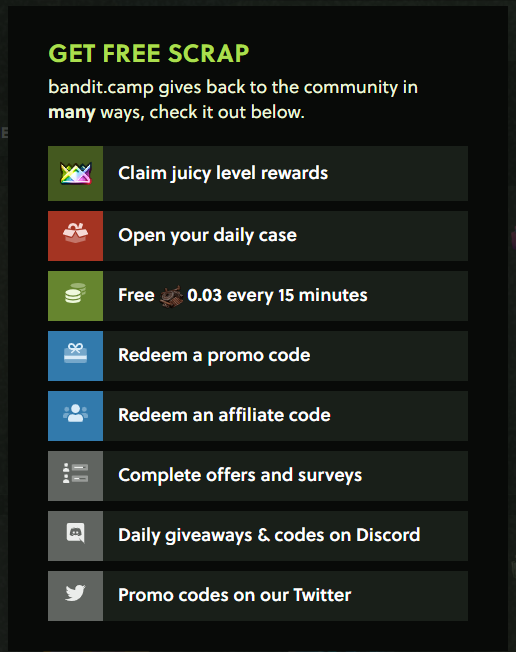 GET FREE SCRAP
bandit.camp gives back to the community in
many ways, check it out below.
Claim juicy level rewards
Open your daily case
Free 0.03 every 15 minutes
Redeem a promo code
Redeem an affiliate code
Complete offers and surveys
Daily giveaways & codes on Discord
Promo codes on our Twitter